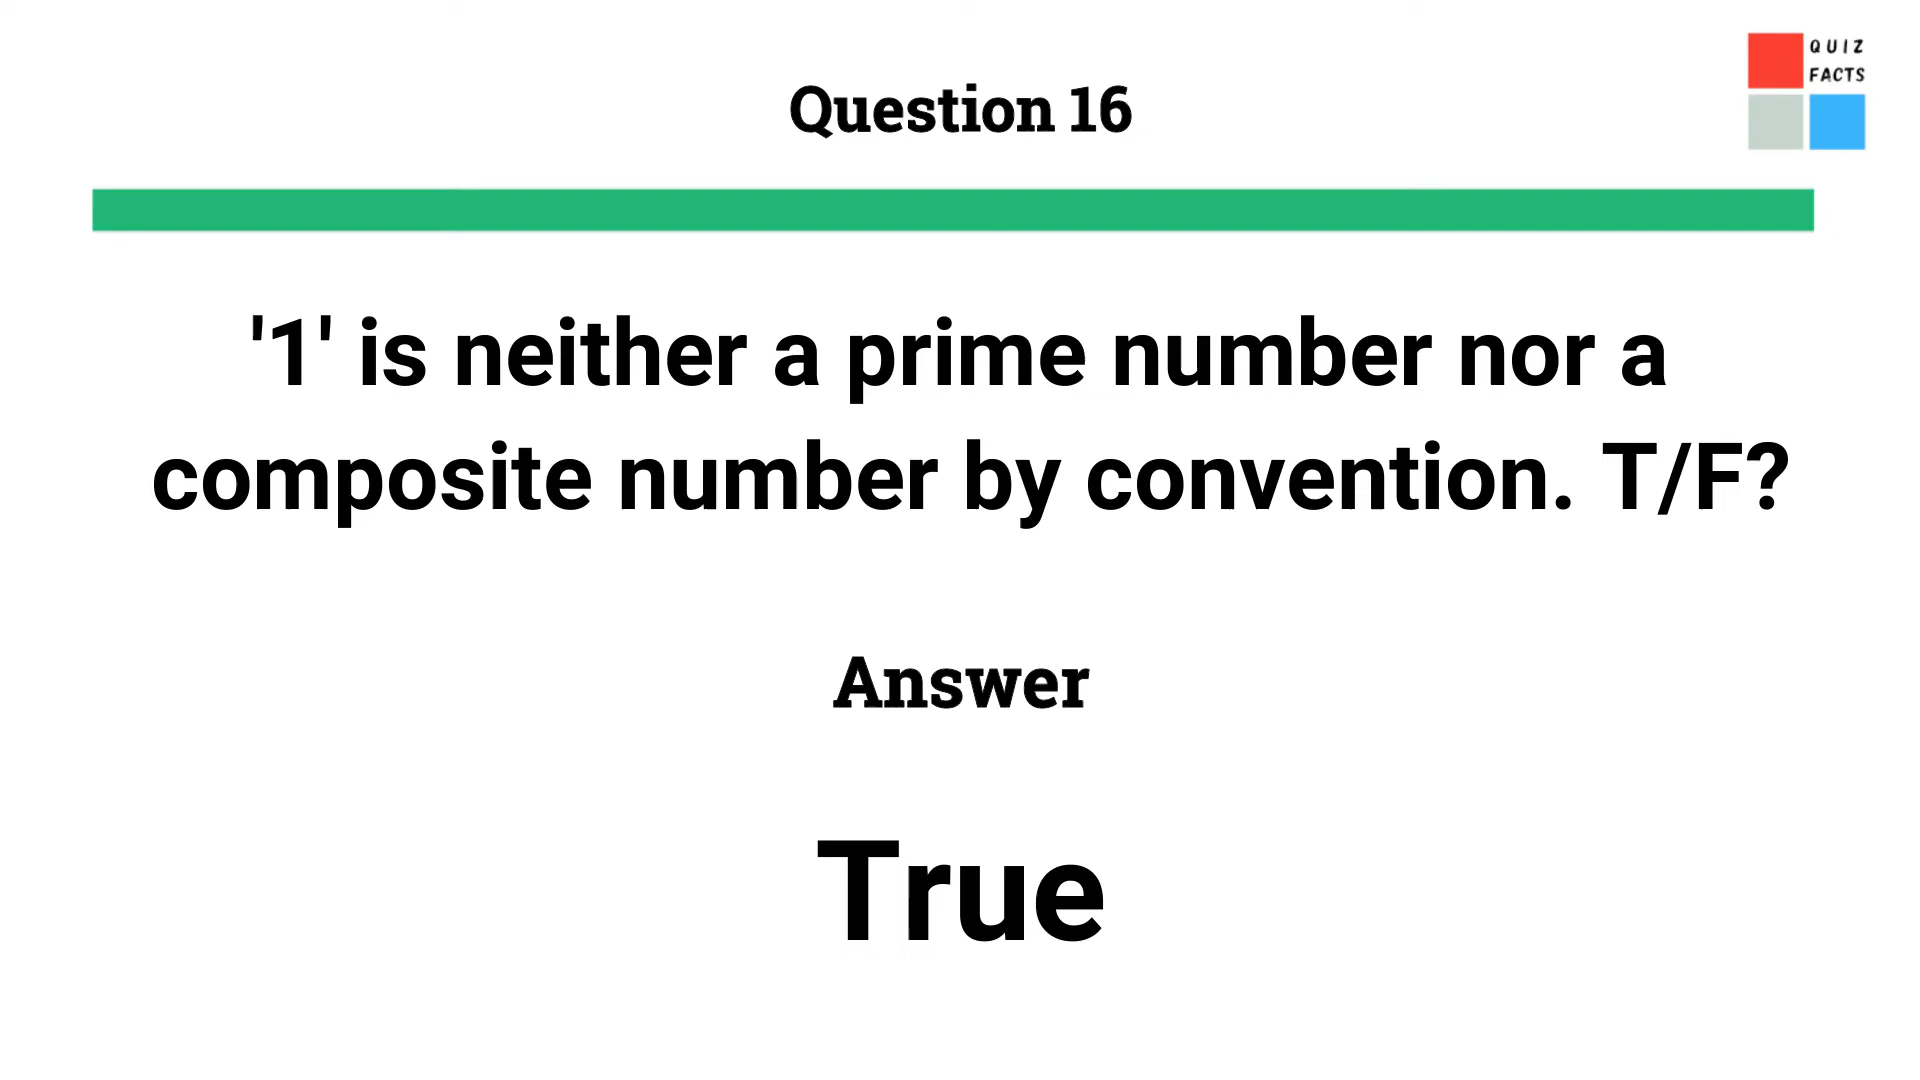 QUIZ
FACTS
Question 16
'1' is neither a prime number nor a
composite number by convention. T/F?
Answer
True